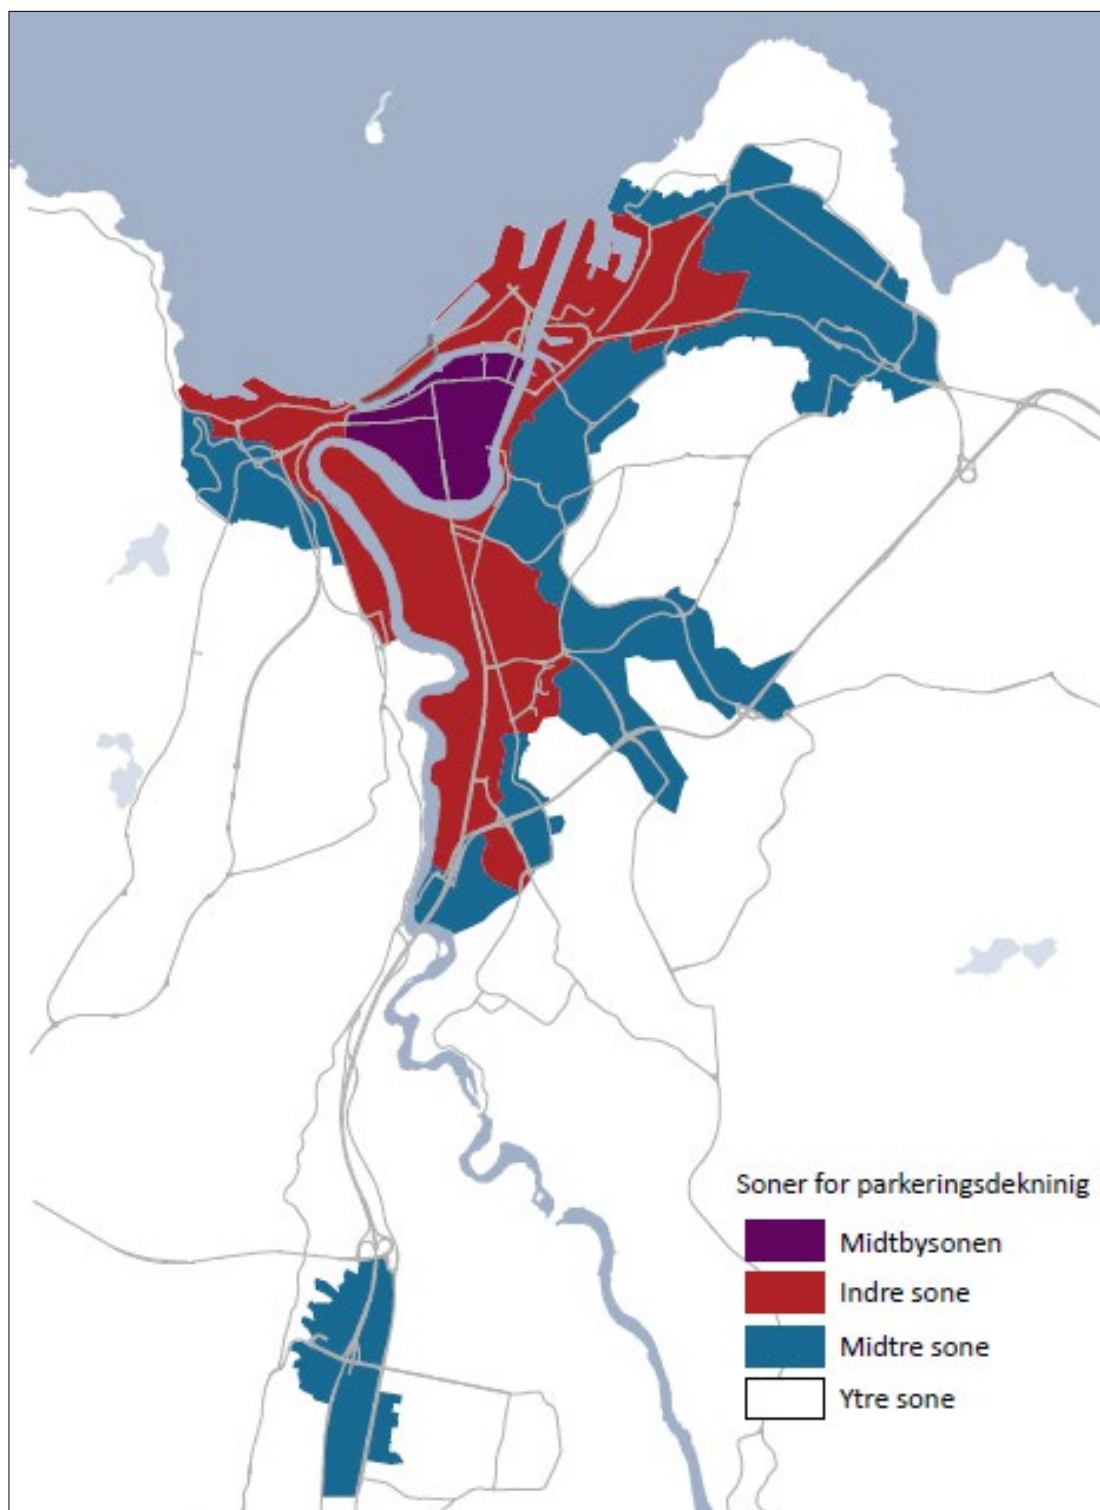 Soner for parkeringsdekninig
Midtbysonen
Indre sone
Midtre sone
Ytre sone